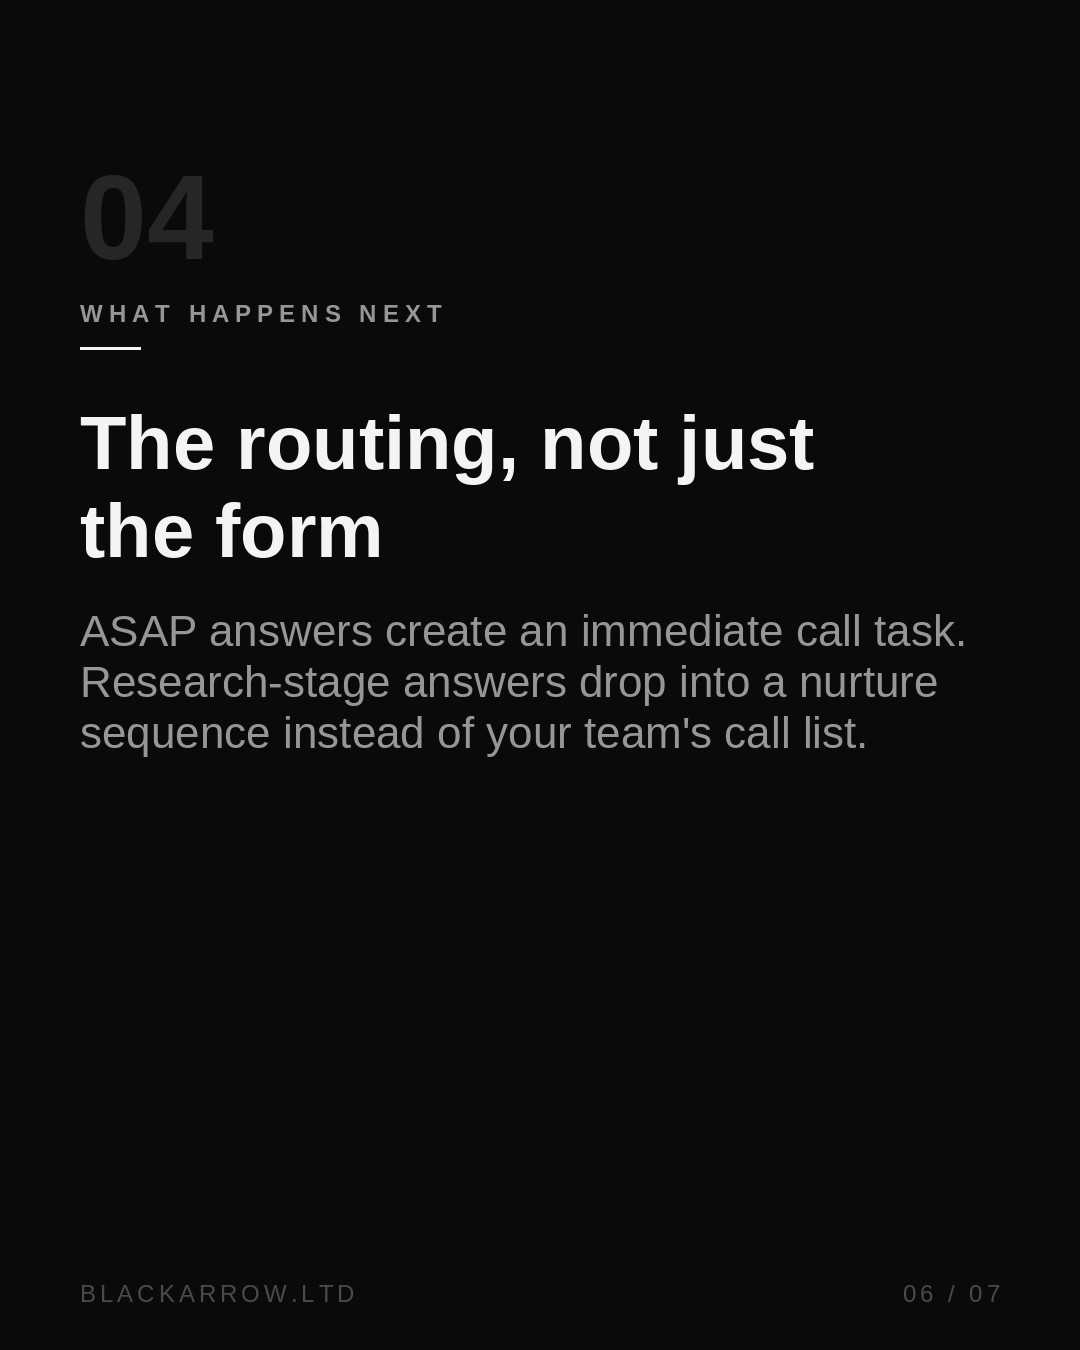 04
WHAT HAPPENS NEXT
The routing, not just
the form
ASAP answers create an immediate call task.
Research-stage answers drop into a nurture
sequence instead of your team's call list.
BLACKARROW.LTD
06 / 07